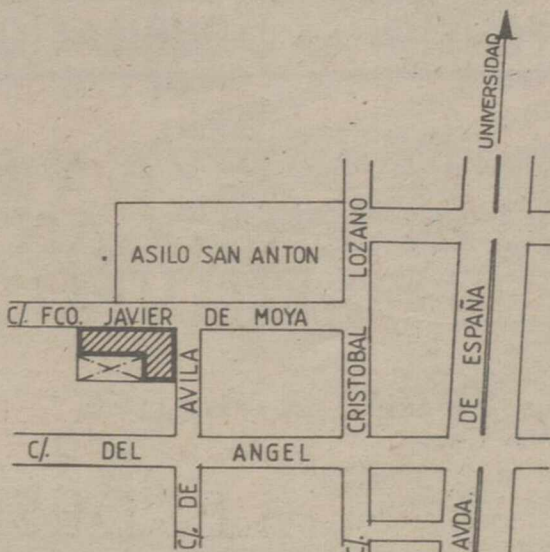 UNIVERSIDAD
ASILO SAN ANTON
C/. FCO. JAVIER DE MOYA
C/. CRISTOBAL LOZANO
AVDA. DE ESPAÑA
C/. DE AVILA
C/. DEL ANGEL